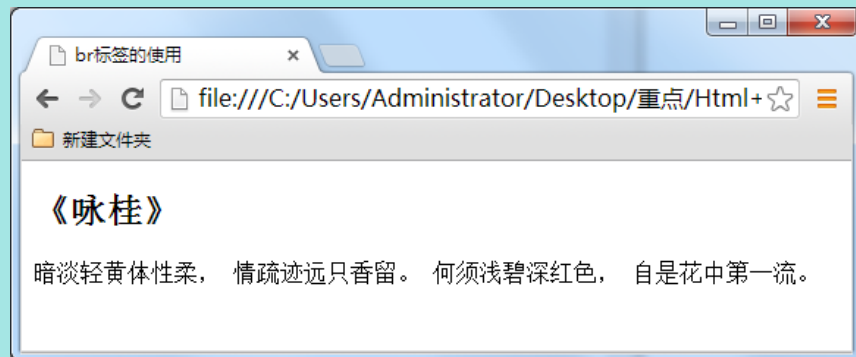 br标签的使用
file:///C:/Users/Administrator/Desktop/重点/Html+
新建文件夹
《咏桂》
暗淡轻黄体性柔， 情疏迹远只香留。 何须浅碧深红色， 自是花中第一流。